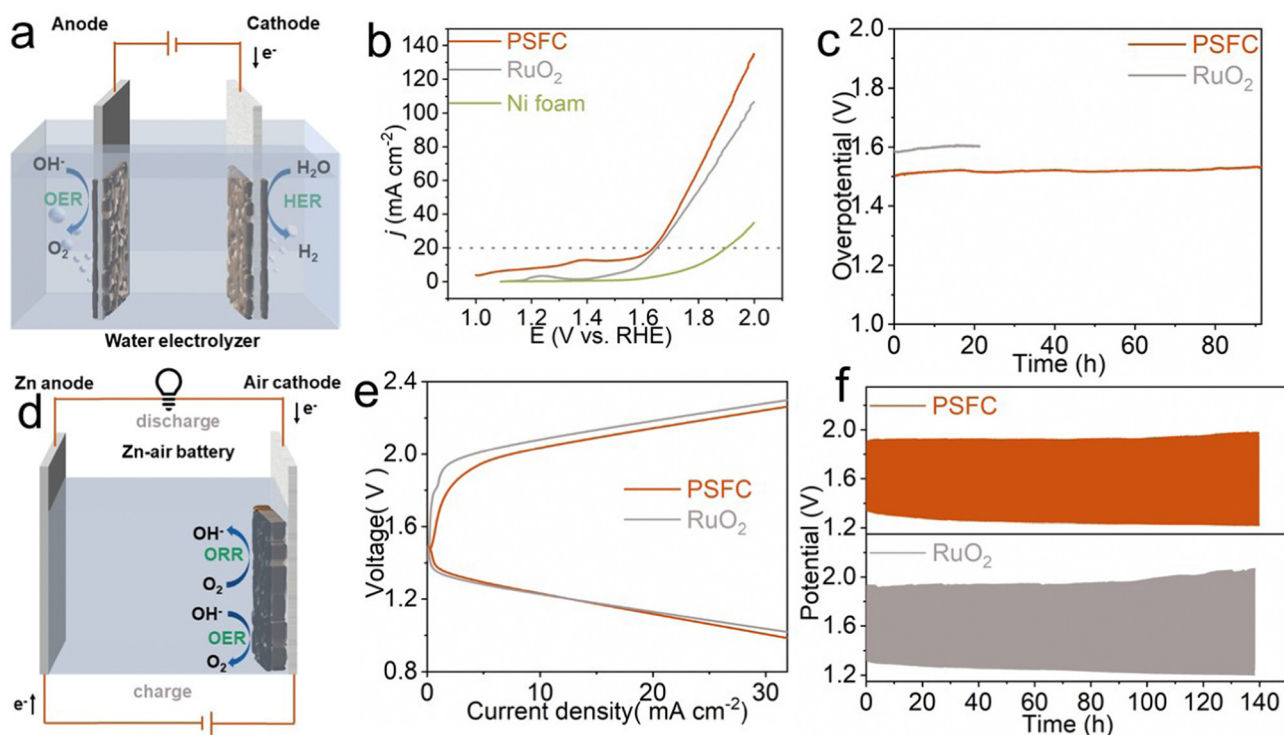 a
Anode
Cathode
e-
OH-
OER
O2
H2O
HER
H2
Water electrolyzer
b
PSFC
RuO2
Ni foam
j (mA cm-2)
140
120
100
80
60
40
20
0
1.0 1.2 1.4 1.6 1.8 2.0
E (V vs. RHE)
c
PSFC
RuO2
Overpotential (V)
2.0
1.8
1.6
1.5
1.3
1.2
1.0
0 20 40 60 80
Time (h)
d
Zn anode
Air cathode
discharge
e-
Zn-air battery
OH-
ORR
O2
OH-
OER
O2
charge
e-
e
PSFC
RuO2
Voltage( V )
2.4
2.0
1.6
1.2
0.8
0 10 20 30
Current density( mA cm-2)
f
PSFC
RuO2
Potential (V)
2.0
1.6
1.2
2.0
1.6
1.2
0 20 40 60 80 100 120 140
Time (h)